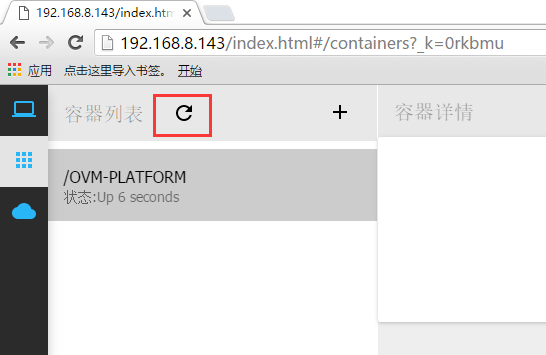 192.168.8.143/index.htm
192.168.8.143/index.html#/containers?_k=0rkbmu
应用 点击这里导入书签。 开始
容器列表 容器详情
/OVM-PLATFORM
状态:Up 6 seconds